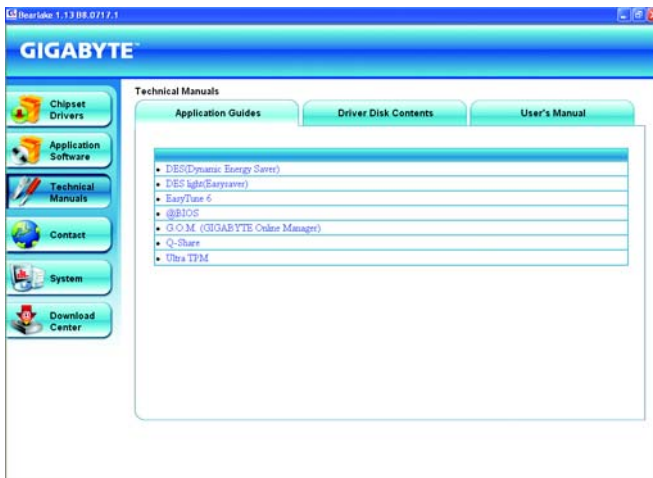 Bearlake 1.13 B8.0717.1
GIGABYTE™
Chipset
Drivers
Application
Software
Technical
Manuals
Contact
System
Download
Center
Technical Manuals
Application Guides
Driver Disk Contents
User's Manual
• DES(Dynamic Energy Saver)
• DES light(Easysaver)
• EasyTune 6
• @BIOS
• G.O.M. (GIGABYTE Online Manager)
• Q-Share
• Ultra TPM